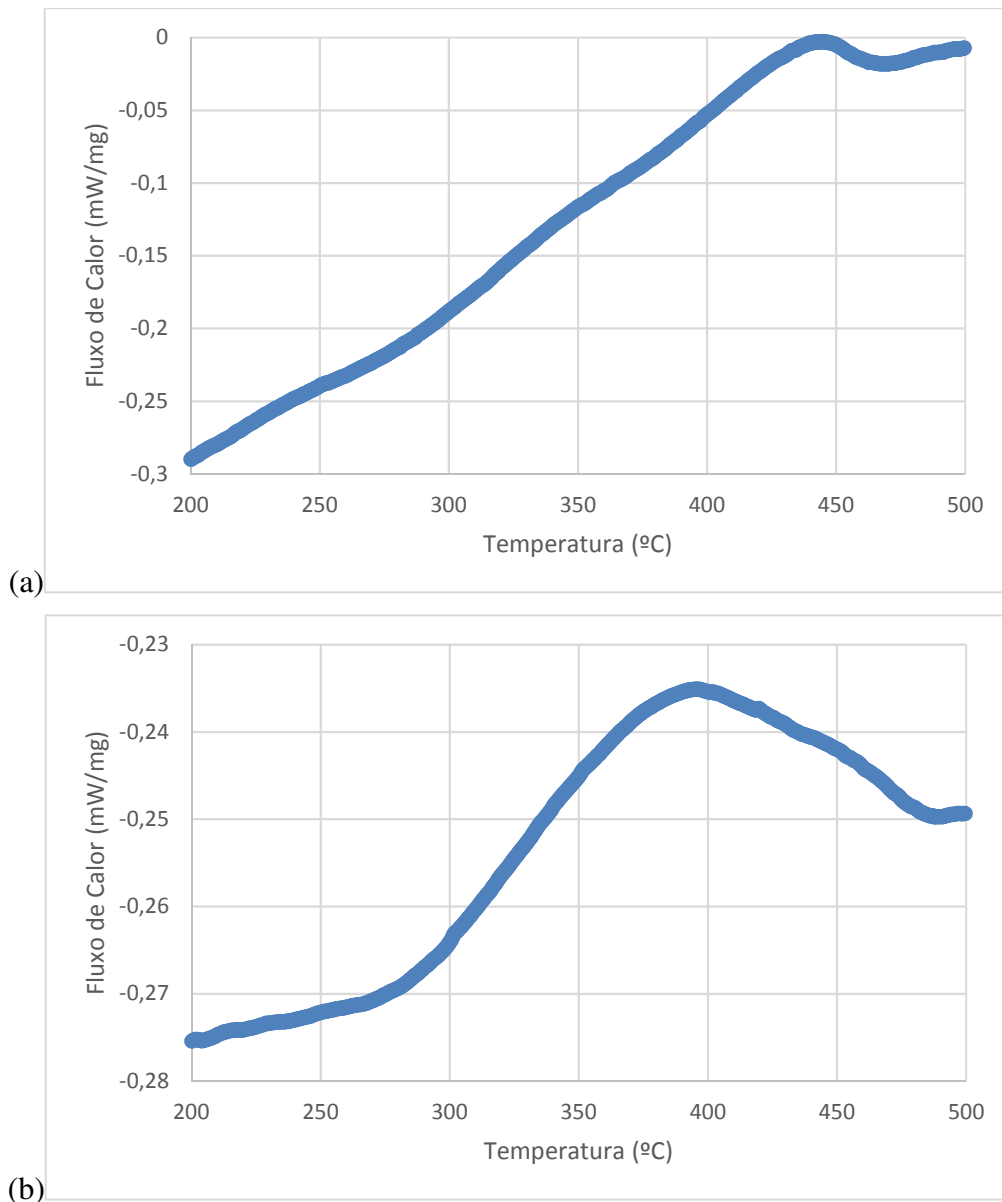 0
-0,05
-0,1
-0,15
-0,2
-0,25
-0,3
Fluxo de Calor (mW/mg)
200 250 300 350 400 450 500
Temperatura (ºC)
(a)
-0,23
-0,24
-0,25
-0,26
-0,27
-0,28
Fluxo de Calor (mW/mg)
200 250 300 350 400 450 500
Temperatura (ºC)
(b)